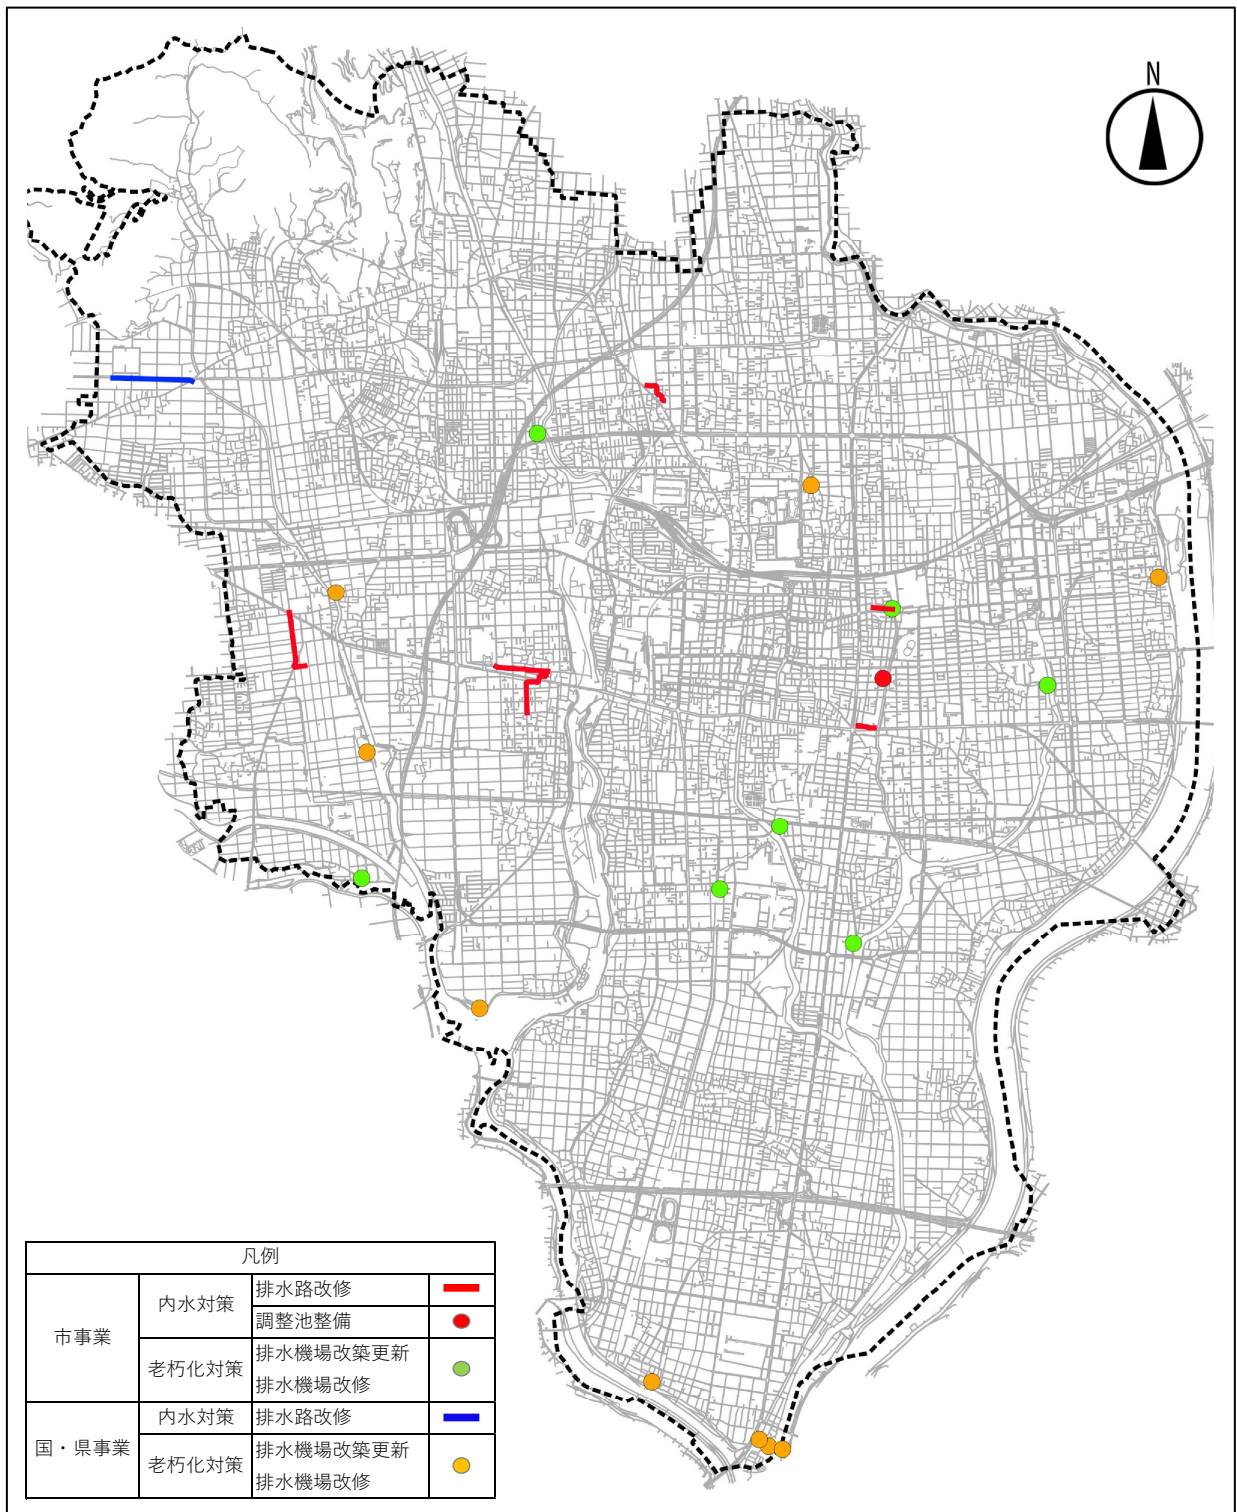 N
凡例
市事業
内水対策
排水路改修
調整池整備
老朽化対策
排水機場改築更新
排水機場改修
国・県事業
内水対策
排水路改修
老朽化対策
排水機場改築更新
排水機場改修